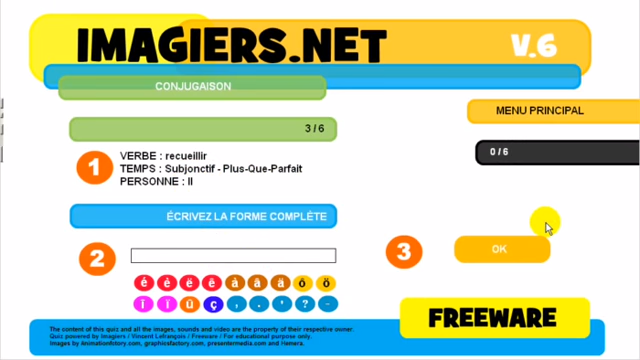 IMAGIERS.NET
V.6
CONJUGAISON
MENU PRINCIPAL
3 / 6
0 / 6
1
VERBE : recueillir
TEMPS : Subjonctif - Plus-Que-Parfait
PERSONNE : Il
ÉCRIVEZ LA FORME COMPLÈTE
2
3
OK
é è ê ë à â ä ô ö
î ï û ç , . ' ? -
FREEWARE
The content of this quiz and all the images, sounds and video are the property of their respective owner.
Quiz powered by Imagiers / Vincent Lefrançois / Freeware / For educational purpose only.
Images by Animationfactory.com, graphicsfactory.com, presentermedia.com and Hemera.